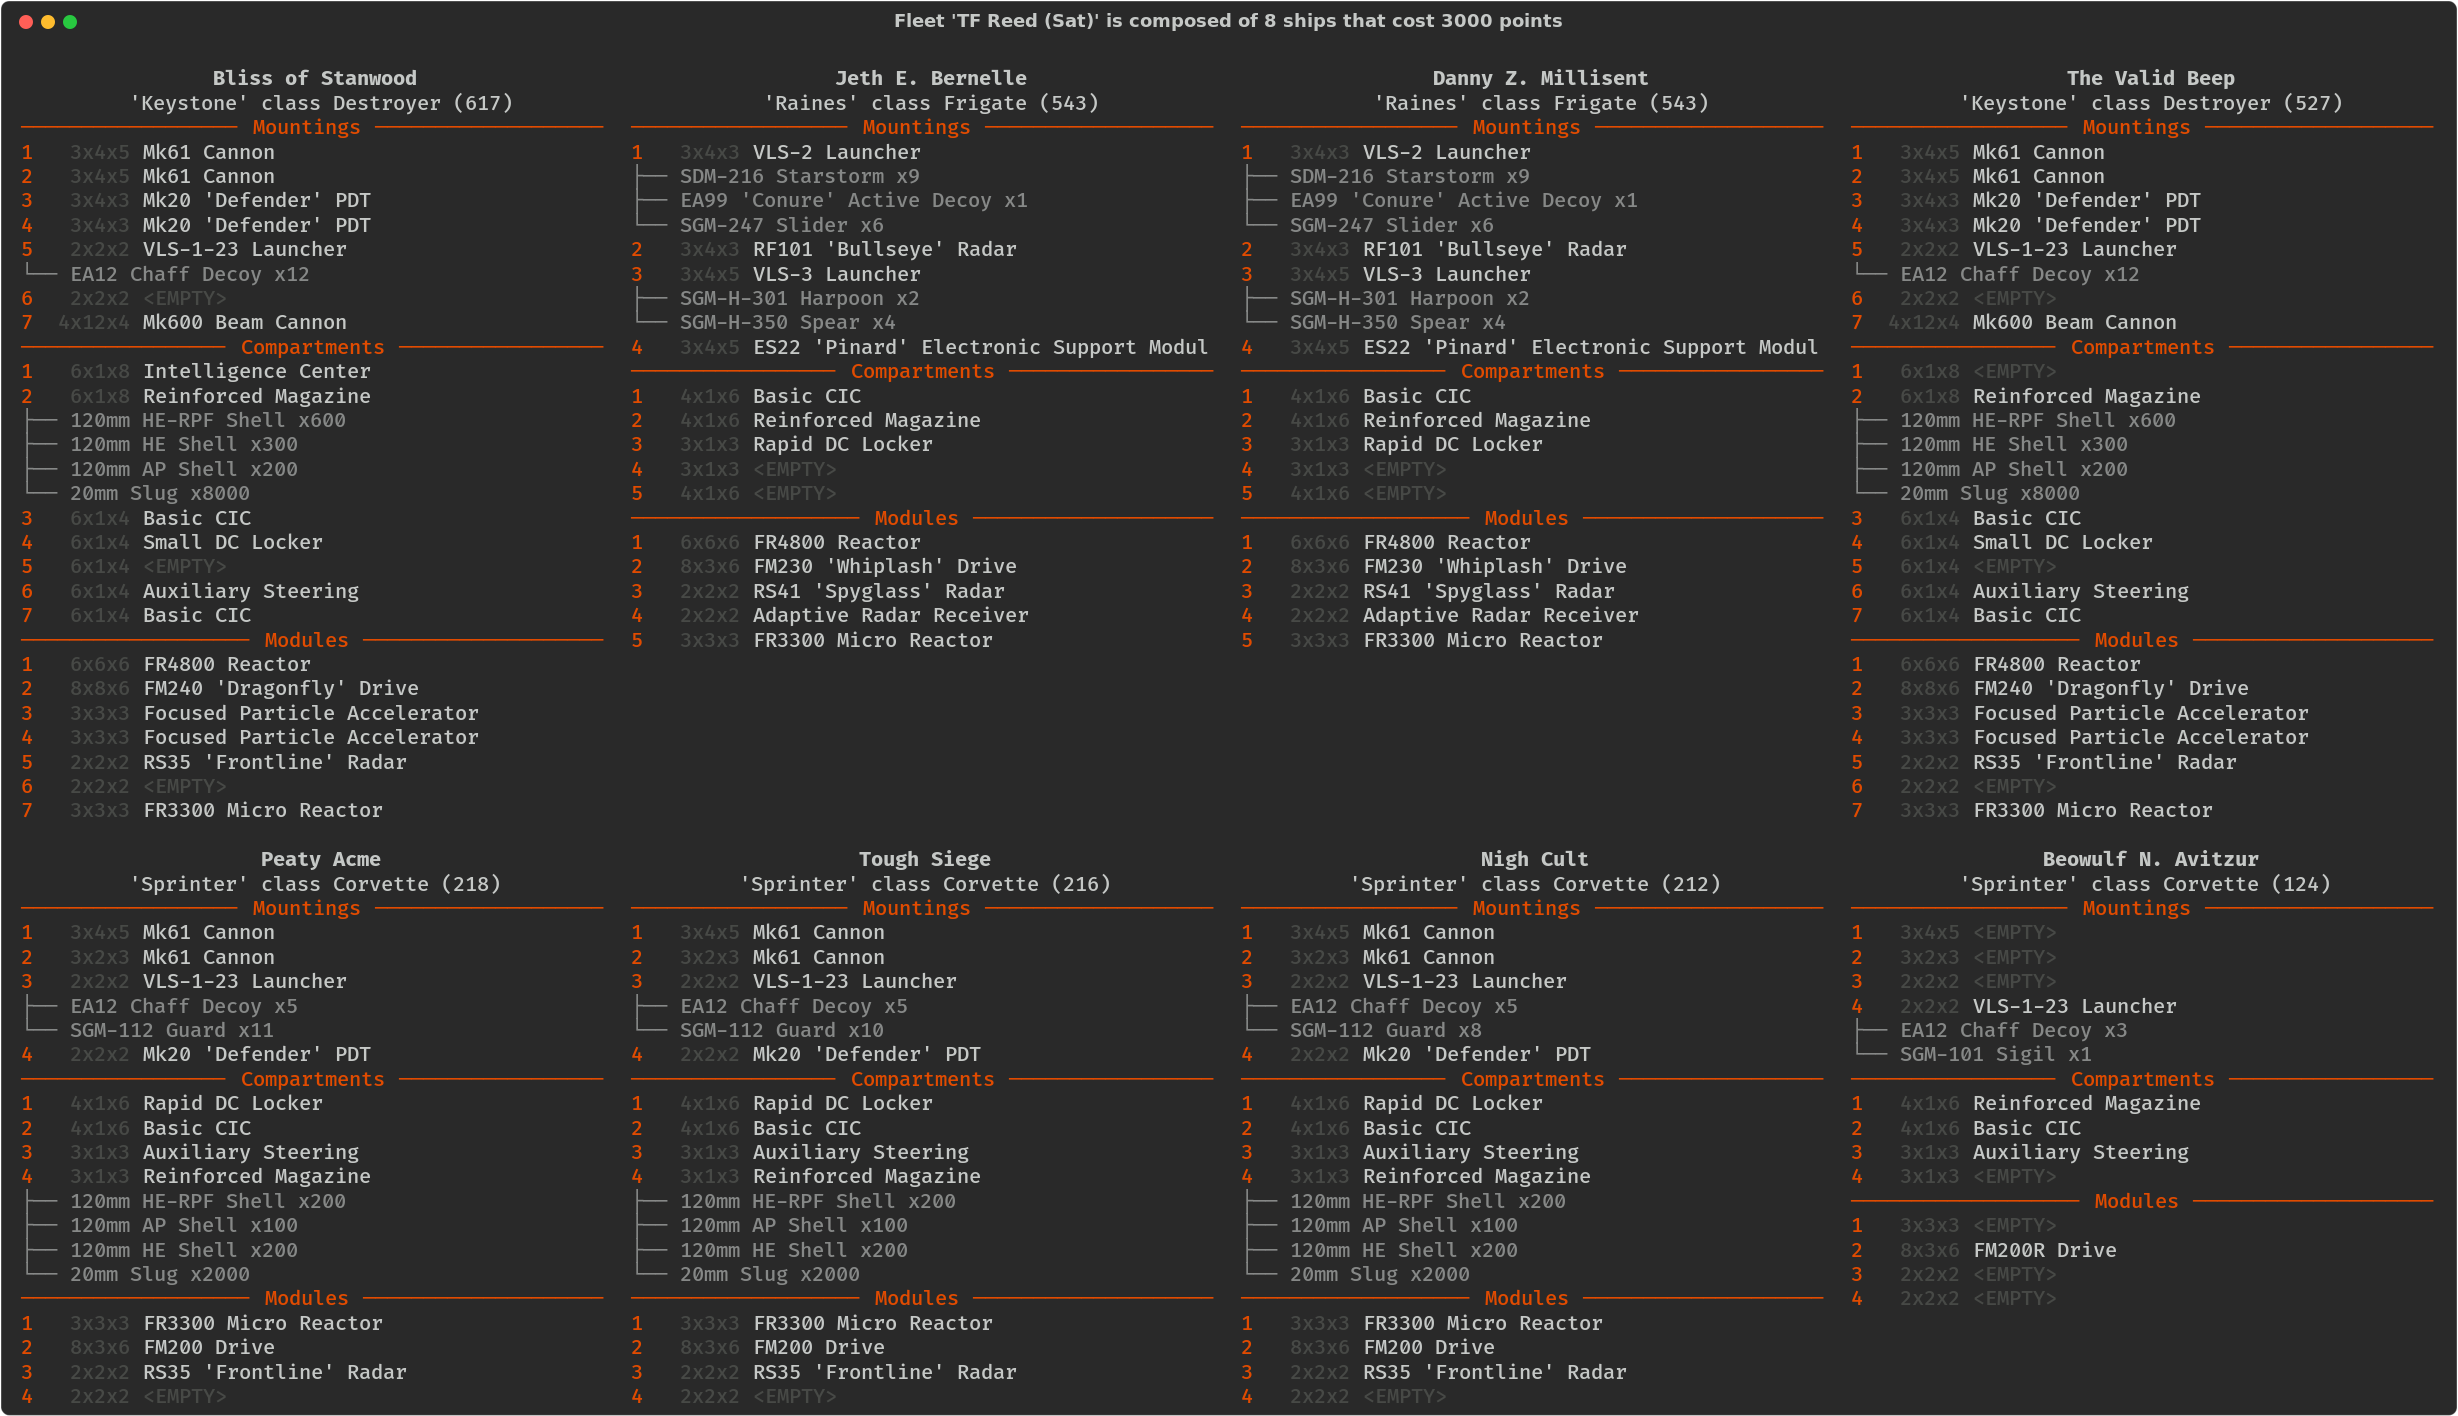 Fleet 'TF Reed (Sat)' is composed of 8 ships that cost 3000 points
Bliss of Stanwood
'Keystone' class Destroyer (617)
Mountings
1 3x4x5 Mk61 Cannon
2 3x4x5 Mk61 Cannon
3 3x4x3 Mk20 'Defender' PDT
4 3x4x3 Mk20 'Defender' PDT
5 2x2x2 VLS-1-23 Launcher
EA12 Chaff Decoy x12
6 2x2x2 <EMPTY>
7 4x12x4 Mk600 Beam Cannon
Compartments
1 6x1x8 Intelligence Center
2 6x1x8 Reinforced Magazine
120mm HE-RPF Shell x600
120mm HE Shell x300
120mm AP Shell x200
20mm Slug x8000
3 6x1x4 Basic CIC
4 6x1x4 Small DC Locker
5 6x1x4 <EMPTY>
6 6x1x4 Auxiliary Steering
7 6x1x4 Basic CIC
Modules
1 6x6x6 FR4800 Reactor
2 8x8x6 FM240 'Dragonfly' Drive
3 3x3x3 Focused Particle Accelerator
4 3x3x3 Focused Particle Accelerator
5 2x2x2 RS35 'Frontline' Radar
6 2x2x2 <EMPTY>
7 3x3x3 FR3300 Micro Reactor
Jeth E. Bernelle
'Raines' class Frigate (543)
Mountings
1 3x4x3 VLS-2 Launcher
SDM-216 Starstorm x9
EA99 'Conure' Active Decoy x1
SGM-247 Slider x6
2 3x4x3 RF101 'Bullseye' Radar
3 3x4x5 VLS-3 Launcher
SGM-H-301 Harpoon x2
SGM-H-350 Spear x4
4 3x4x5 ES22 'Pinard' Electronic Support Modul
Compartments
1 4x1x6 Basic CIC
2 4x1x6 Reinforced Magazine
3 3x1x3 Rapid DC Locker
4 3x1x3 <EMPTY>
5 4x1x6 <EMPTY>
Modules
1 6x6x6 FR4800 Reactor
2 8x3x6 FM230 'Whiplash' Drive
3 2x2x2 RS41 'Spyglass' Radar
4 2x2x2 Adaptive Radar Receiver
5 3x3x3 FR3300 Micro Reactor
Danny Z. Millisent
'Raines' class Frigate (543)
Mountings
1 3x4x3 VLS-2 Launcher
SDM-216 Starstorm x9
EA99 'Conure' Active Decoy x1
SGM-247 Slider x6
2 3x4x3 RF101 'Bullseye' Radar
3 3x4x5 VLS-3 Launcher
SGM-H-301 Harpoon x2
SGM-H-350 Spear x4
4 3x4x5 ES22 'Pinard' Electronic Support Modul
Compartments
1 4x1x6 Basic CIC
2 4x1x6 Reinforced Magazine
3 3x1x3 Rapid DC Locker
4 3x1x3 <EMPTY>
5 4x1x6 <EMPTY>
Modules
1 6x6x6 FR4800 Reactor
2 8x3x6 FM230 'Whiplash' Drive
3 2x2x2 RS41 'Spyglass' Radar
4 2x2x2 Adaptive Radar Receiver
5 3x3x3 FR3300 Micro Reactor
The Valid Beep
'Keystone' class Destroyer (527)
Mountings
1 3x4x5 Mk61 Cannon
2 3x4x5 Mk61 Cannon
3 3x4x3 Mk20 'Defender' PDT
4 3x4x3 Mk20 'Defender' PDT
5 2x2x2 VLS-1-23 Launcher
EA12 Chaff Decoy x12
6 2x2x2 <EMPTY>
7 4x12x4 Mk600 Beam Cannon
Compartments
1 6x1x8 <EMPTY>
2 6x1x8 Reinforced Magazine
120mm HE-RPF Shell x600
120mm HE Shell x300
120mm AP Shell x200
20mm Slug x8000
3 6x1x4 Basic CIC
4 6x1x4 Small DC Locker
5 6x1x4 <EMPTY>
6 6x1x4 Auxiliary Steering
7 6x1x4 Basic CIC
Modules
1 6x6x6 FR4800 Reactor
2 8x8x6 FM240 'Dragonfly' Drive
3 3x3x3 Focused Particle Accelerator
4 3x3x3 Focused Particle Accelerator
5 2x2x2 RS35 'Frontline' Radar
6 2x2x2 <EMPTY>
7 3x3x3 FR3300 Micro Reactor
Peaty Acme
'Sprinter' class Corvette (218)
Mountings
1 3x4x5 Mk61 Cannon
2 3x2x3 Mk61 Cannon
3 2x2x2 VLS-1-23 Launcher
EA12 Chaff Decoy x5
SGM-112 Guard x11
4 2x2x2 Mk20 'Defender' PDT
Compartments
1 4x1x6 Rapid DC Locker
2 4x1x6 Basic CIC
3 3x1x3 Auxiliary Steering
4 3x1x3 Reinforced Magazine
120mm HE-RPF Shell x200
120mm AP Shell x100
120mm HE Shell x200
20mm Slug x2000
Modules
1 3x3x3 FR3300 Micro Reactor
2 8x3x6 FM200 Drive
3 2x2x2 RS35 'Frontline' Radar
4 2x2x2 <EMPTY>
Tough Siege
'Sprinter' class Corvette (216)
Mountings
1 3x4x5 Mk61 Cannon
2 3x2x3 Mk61 Cannon
3 2x2x2 VLS-1-23 Launcher
EA12 Chaff Decoy x5
SGM-112 Guard x10
4 2x2x2 Mk20 'Defender' PDT
Compartments
1 4x1x6 Rapid DC Locker
2 4x1x6 Basic CIC
3 3x1x3 Auxiliary Steering
4 3x1x3 Reinforced Magazine
120mm HE-RPF Shell x200
120mm AP Shell x100
120mm HE Shell x200
20mm Slug x2000
Modules
1 3x3x3 FR3300 Micro Reactor
2 8x3x6 FM200 Drive
3 2x2x2 RS35 'Frontline' Radar
4 2x2x2 <EMPTY>
Nigh Cult
'Sprinter' class Corvette (212)
Mountings
1 3x4x5 Mk61 Cannon
2 3x2x3 Mk61 Cannon
3 2x2x2 VLS-1-23 Launcher
EA12 Chaff Decoy x5
SGM-112 Guard x8
4 2x2x2 Mk20 'Defender' PDT
Compartments
1 4x1x6 Rapid DC Locker
2 4x1x6 Basic CIC
3 3x1x3 Auxiliary Steering
4 3x1x3 Reinforced Magazine
120mm HE-RPF Shell x200
120mm AP Shell x100
120mm HE Shell x200
20mm Slug x2000
Modules
1 3x3x3 FR3300 Micro Reactor
2 8x3x6 FM200 Drive
3 2x2x2 RS35 'Frontline' Radar
4 2x2x2 <EMPTY>
Beowulf N. Avitzur
'Sprinter' class Corvette (124)
Mountings
1 3x4x5 <EMPTY>
2 3x2x3 <EMPTY>
3 2x2x2 <EMPTY>
4 2x2x2 VLS-1-23 Launcher
EA12 Chaff Decoy x3
SGM-101 Sigil x1
Compartments
1 4x1x6 Reinforced Magazine
2 4x1x6 Basic CIC
3 3x1x3 Auxiliary Steering
4 3x1x3 <EMPTY>
Modules
1 3x3x3 <EMPTY>
2 8x3x6 FM200R Drive
3 2x2x2 <EMPTY>
4 2x2x2 <EMPTY>